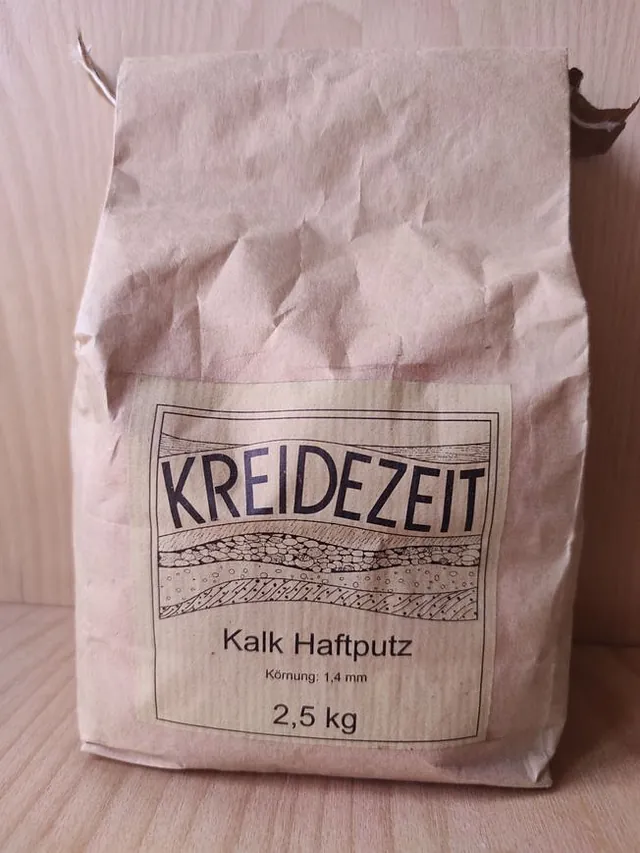 KREIDEZEIT
Kalk Haftputz
Körnung: 1,4 mm
2,5 kg